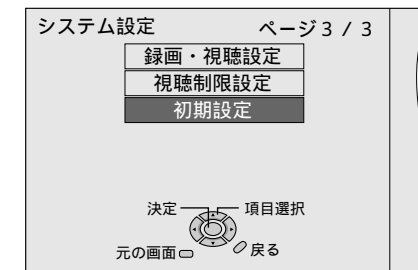 システム設定 ページ3 / 3
録画・視聴設定
視聴制限設定
初期設定
決定 項目選択
元の画面 戻る